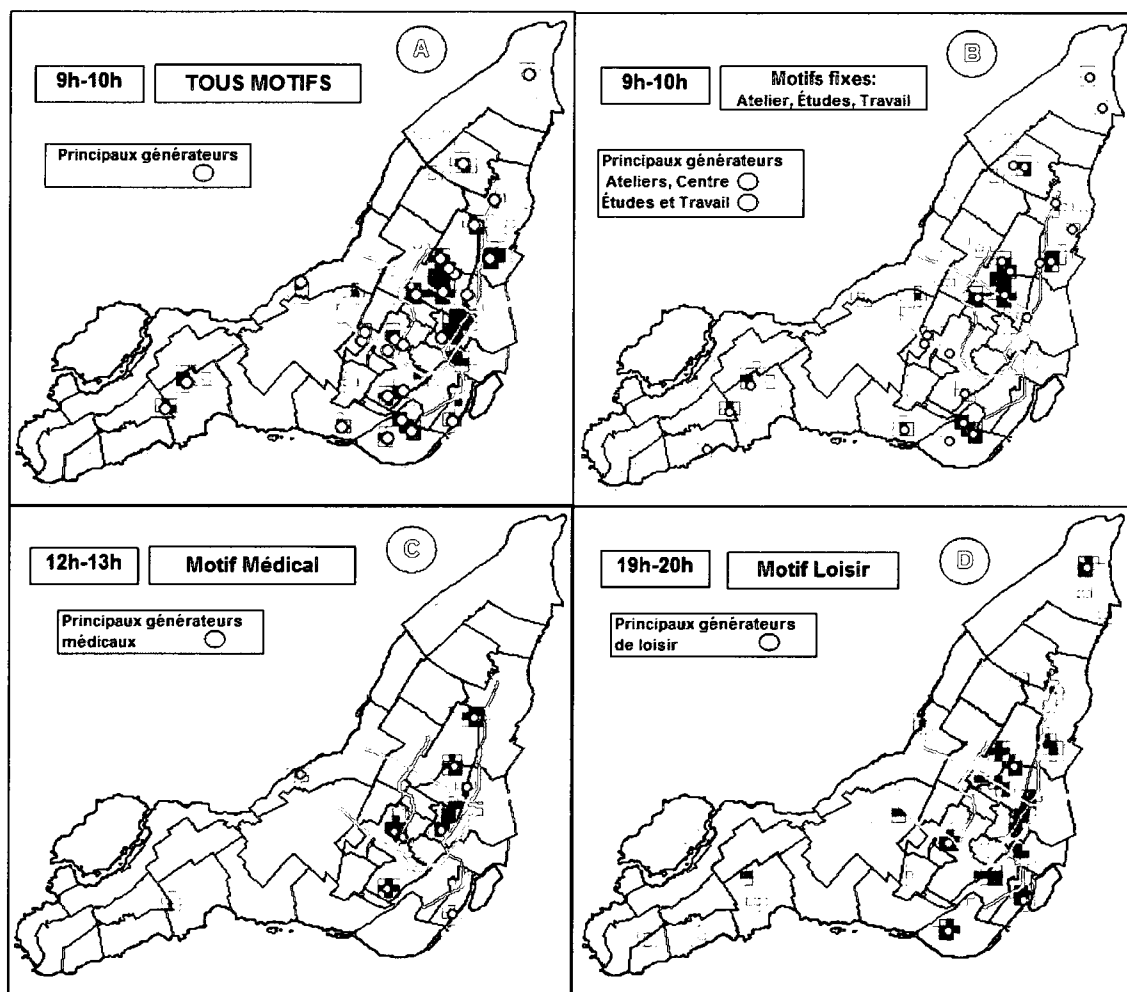 A
9h-10h
TOUS MOTIFS
Principaux générateurs
B
9h-10h
Motifs fixes:
Atelier, Études, Travail
Principaux générateurs
Ateliers, Centre
Études et Travail
C
12h-13h
Motif Médical
Principaux générateurs
médicaux
D
19h-20h
Motif Loisir
Principaux générateurs
de loisir